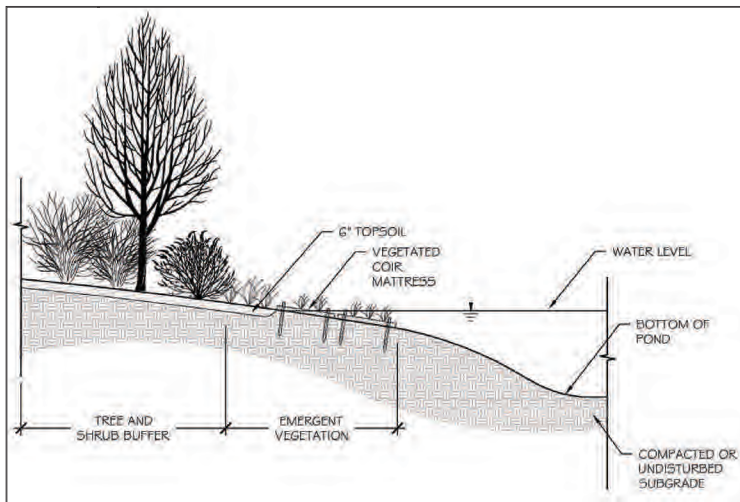 6" TOPSOIL
VEGETATED
COIR
MATTRESS
WATER LEVEL
BOTTOM OF
POND
TREE AND
SHRUB BUFFER
EMERGENT
VEGETATION
COMPACTED OR
UNDISTURBED
SUBGRADE